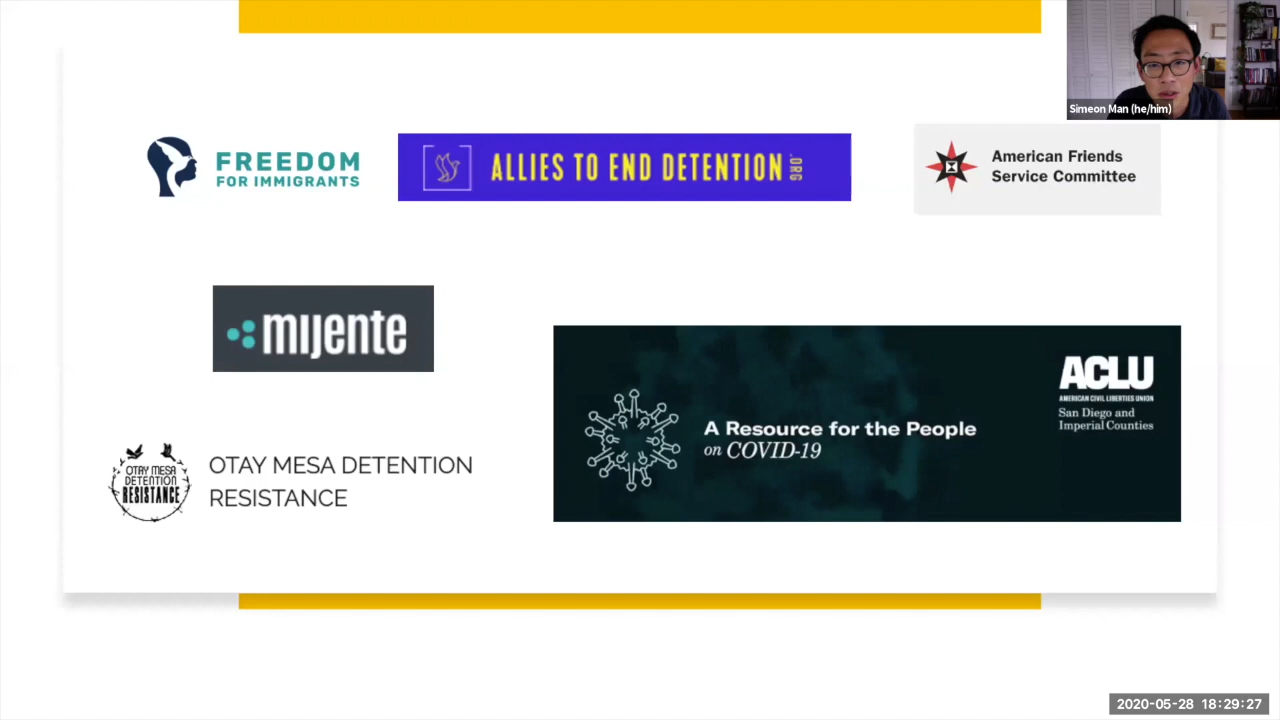 Simeon Man (he/him)
FREEDOM
FOR IMMIGRANTS
ALLIES TO END DETENTION .ORG
American Friends
Service Committee
mijente
ACLU
AMERICAN CIVIL LIBERTIES UNION
San Diego and
Imperial Counties
A Resource for the People
on COVID-19
OTAY MESA
DETENTION
RESISTANCE
OTAY MESA DETENTION
RESISTANCE
2020-05-28 18:29:27